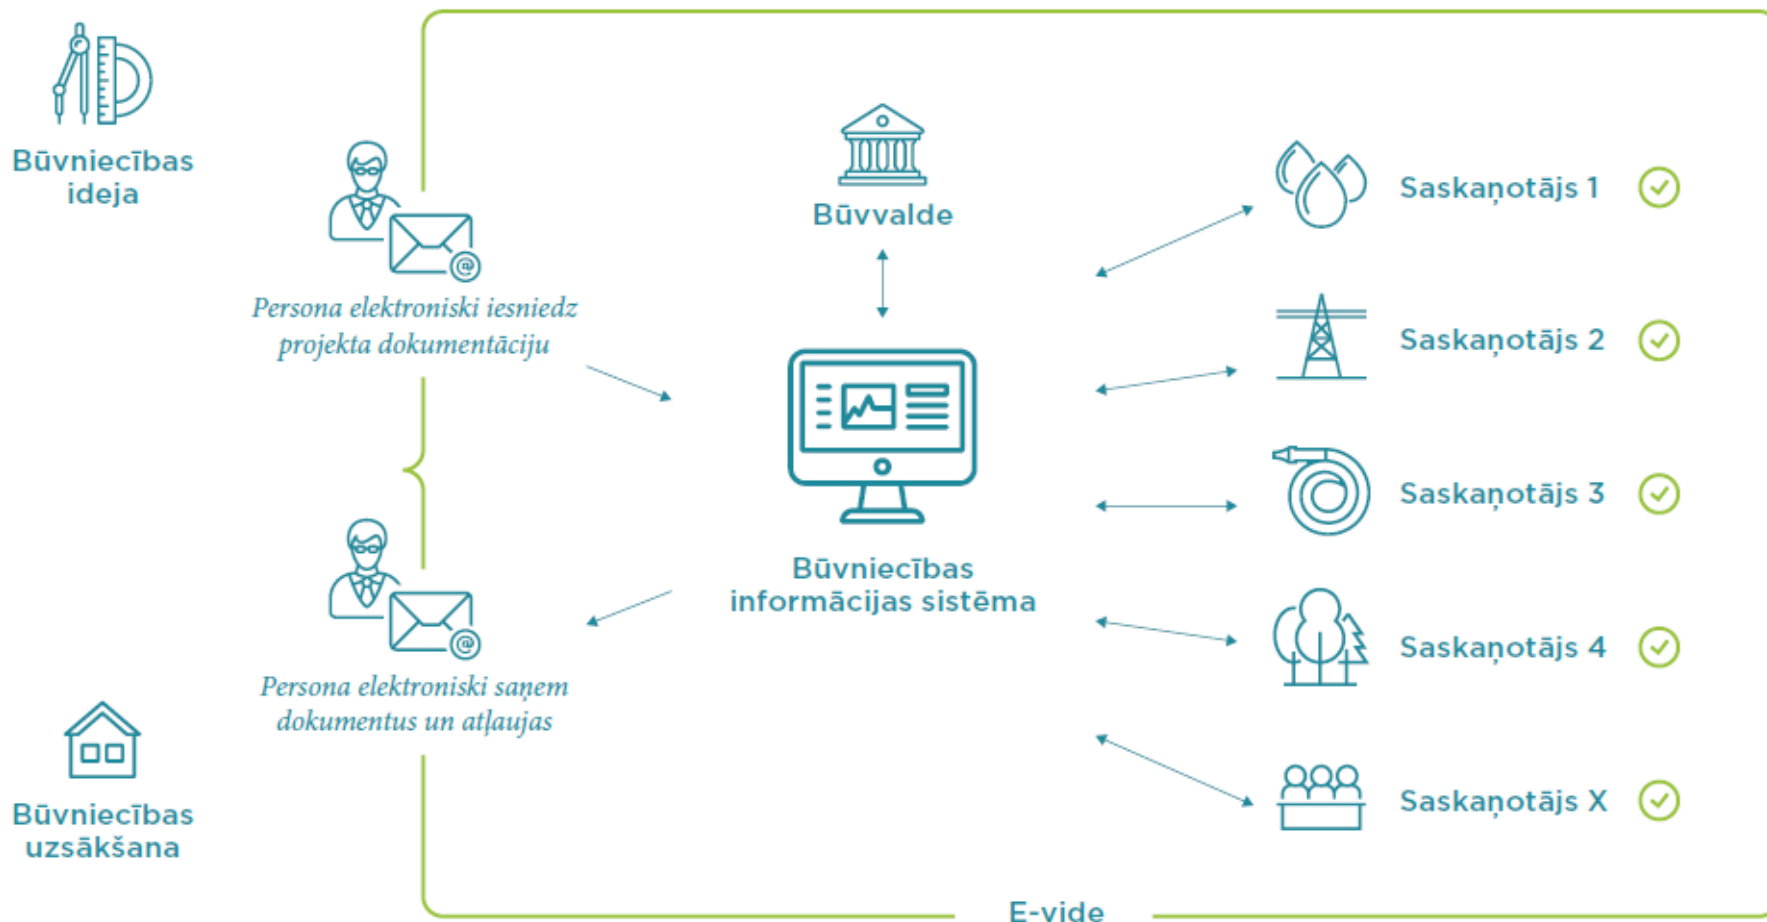 Būvniecības
ideja
Persona elektroniski iesniedz
projekta dokumentāciju
Būvvalde
Būvniecības
informācijas sistēma
Saskaņotājs 1
Saskaņotājs 2
Saskaņotājs 3
Saskaņotājs 4
Saskaņotājs X
Persona elektroniski saņem
dokumentus un atļaujas
Būvniecības
uzsākšana
E-vide